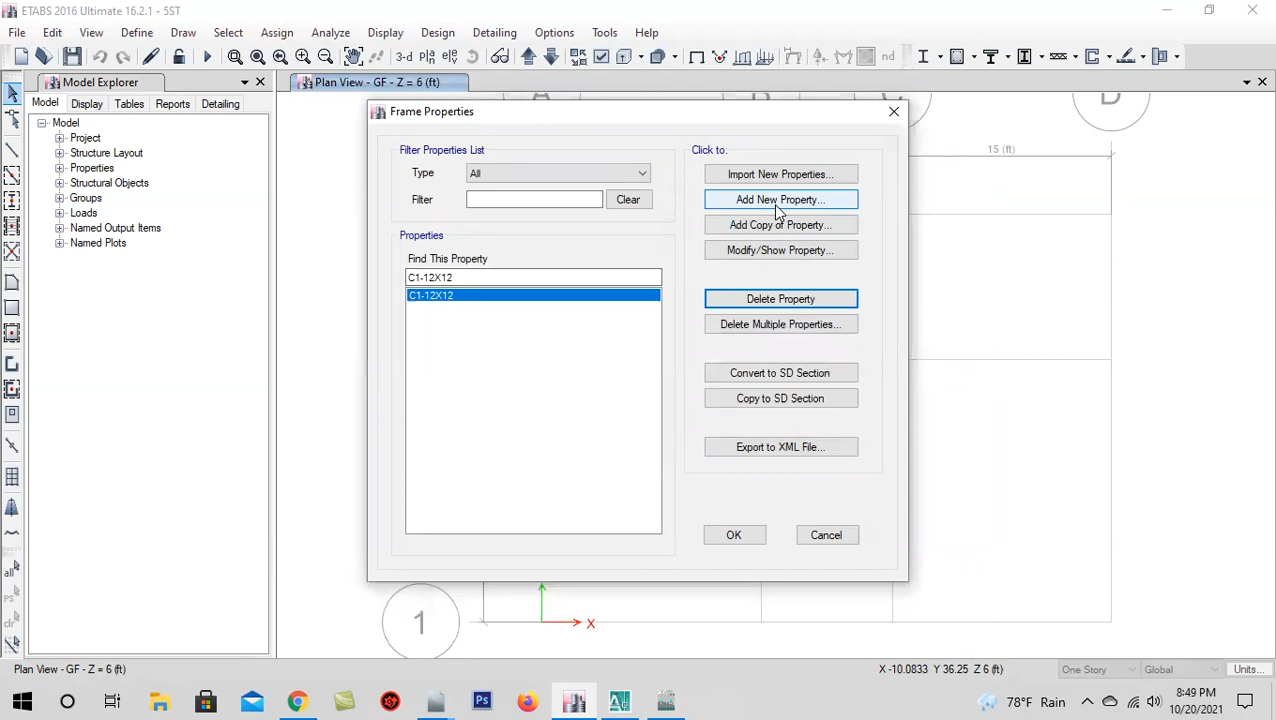 ETABS 2016 Ultimate 16.2.1 - 5ST
File Edit View Define Draw Select Assign Analyze Display Design Detailing Options Tools Help
3-d
nd
Model Explorer
Plan View - GF - Z = 6 (ft)
Model Display Tables Reports Detailing
Model
Project
Structure Layout
Properties
Structural Objects
Groups
Loads
Named Output Items
Named Plots
A B C D
15 (ft)
Frame Properties
Filter Properties List
Type All
Filter Clear
Properties
Find This Property
C1-12X12
C1-12X12
Click to:
Import New Properties...
Add New Property...
Add Copy of Property...
Modify/Show Property...
Delete Property
Delete Multiple Properties...
Convert to SD Section
Copy to SD Section
Export to XML File...
OK Cancel
1
X
all
ps
dr
Plan View - GF - Z = 6 (ft)
X -10.0833 Y 36.25 Z 6 (ft)
One Story Global Units...
Ps
78°F Rain
8:49 PM
10/20/2021